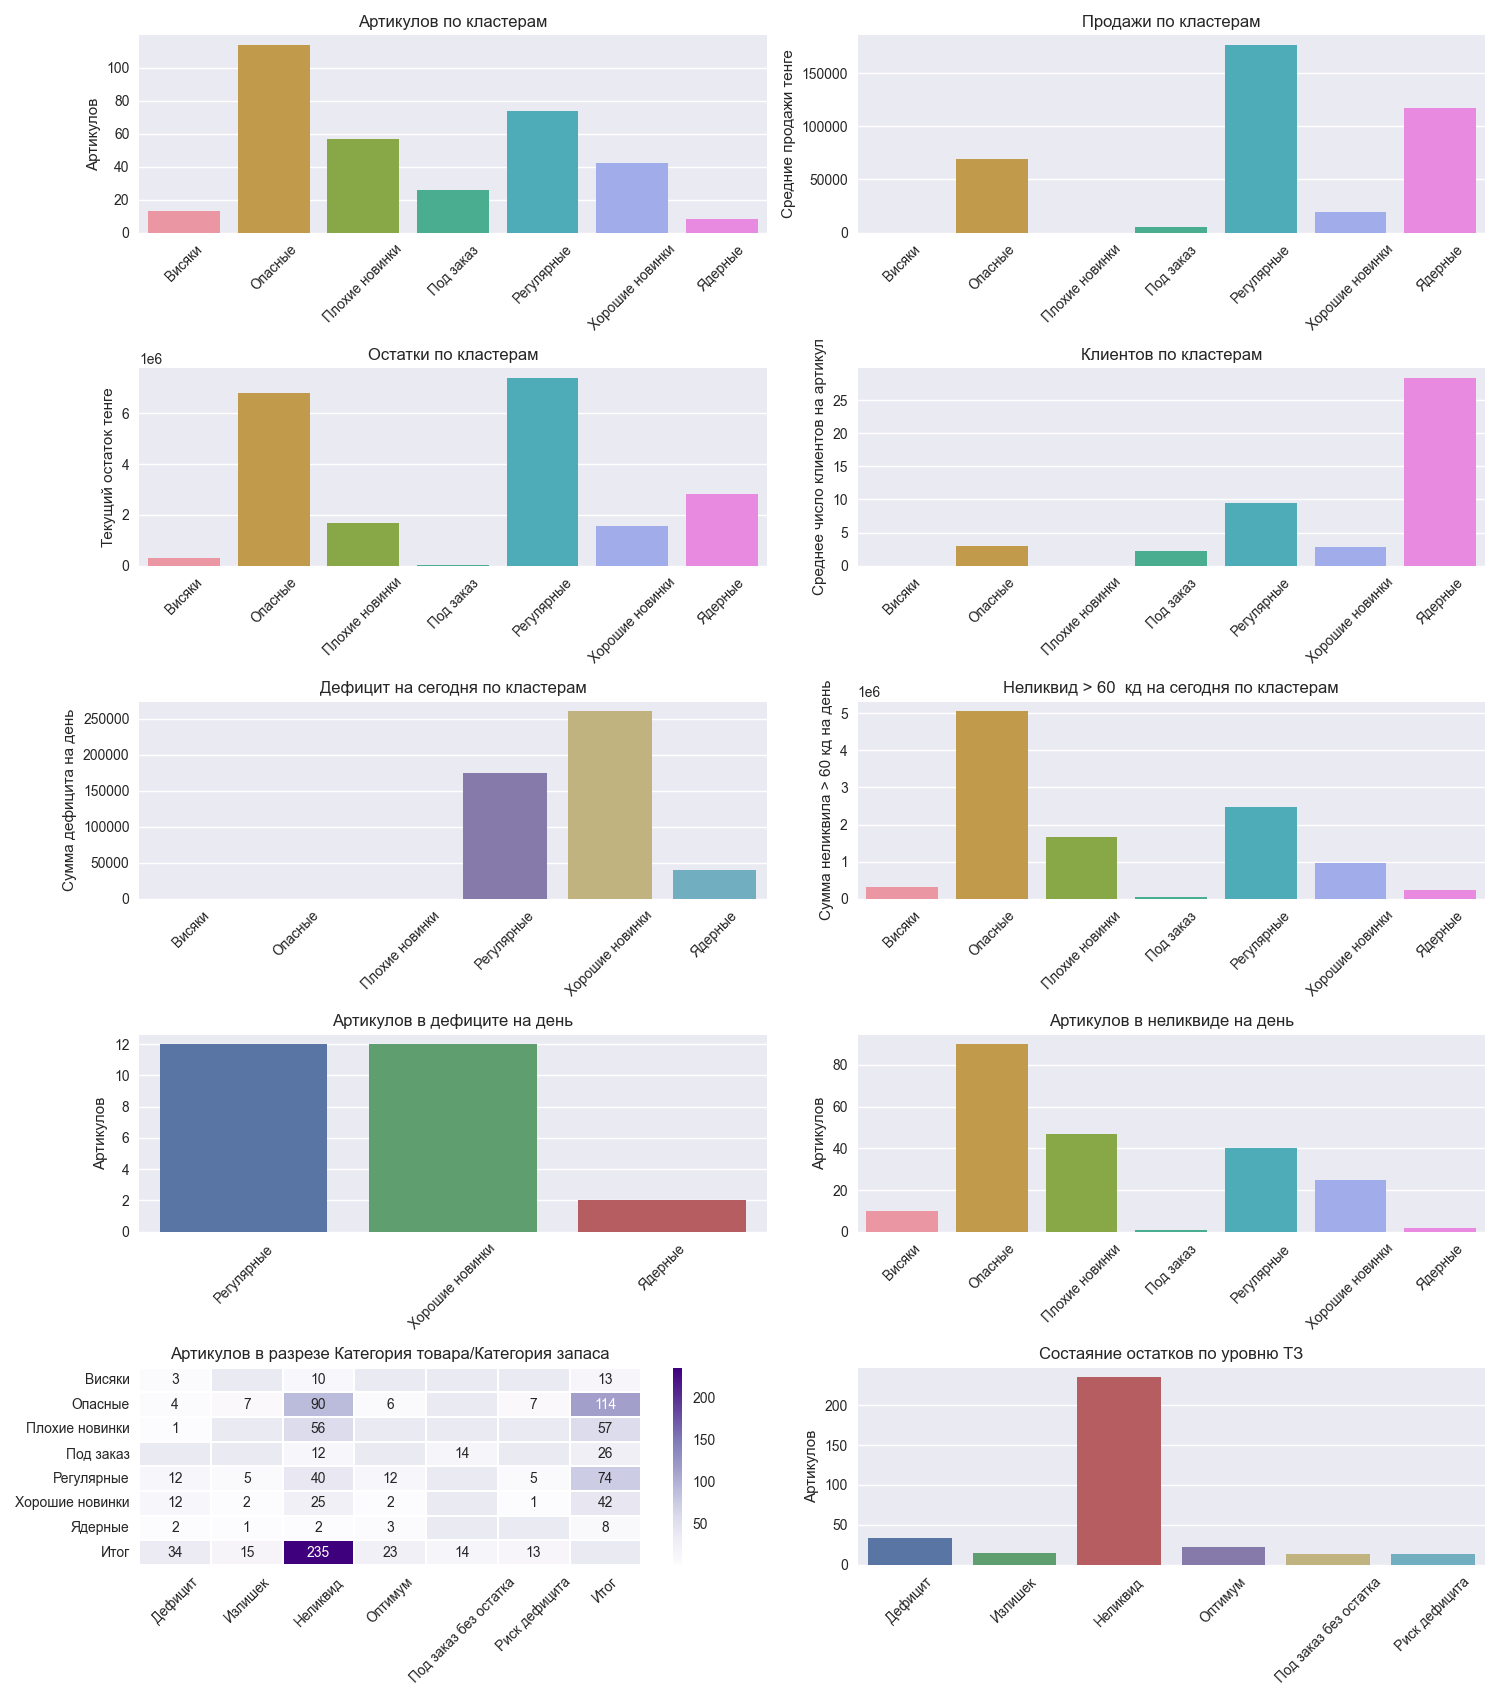 Артикулов по кластерам
Артикулов
100
80
60
40
20
0
Висяки
Опасные
Плохие новинки
Под заказ
Регулярные
Хорошие новинки
Ядерные
Продажи по кластерам
Средние продажи тенге
150000
100000
50000
0
Висяки
Опасные
Плохие новинки
Под заказ
Регулярные
Хорошие новинки
Ядерные
Остатки по кластерам
1e6
Текущий остаток тенге
6
4
2
0
Висяки
Опасные
Плохие новинки
Под заказ
Регулярные
Хорошие новинки
Ядерные
Клиентов по кластерам
Среднее число клиентов на артикул
25
20
15
10
5
0
Висяки
Опасные
Плохие новинки
Под заказ
Регулярные
Хорошие новинки
Ядерные
Дефицит на сегодня по кластерам
Сумма дефицита на день
250000
200000
150000
100000
50000
0
Висяки
Опасные
Плохие новинки
Регулярные
Хорошие новинки
Ядерные
Неликвид > 60  кд на сегодня по кластерам
1e6
Сумма неликвила > 60 кд на день
5
4
3
2
1
0
Висяки
Опасные
Плохие новинки
Под заказ
Регулярные
Хорошие новинки
Ядерные
Артикулов в дефиците на день
Артикулов
12
10
8
6
4
2
0
Регулярные
Хорошие новинки
Ядерные
Артикулов в неликвиде на день
Артикулов
80
60
40
20
0
Висяки
Опасные
Плохие новинки
Под заказ
Регулярные
Хорошие новинки
Ядерные
Артикулов в разрезе Категория товара/Категория запаса
Висяки 3 10 13
Опасные 4 7 90 6 7 114
Плохие новинки 1 56 57
Под заказ 12 14 26
Регулярные 12 5 40 12 5 74
Хорошие новинки 12 2 25 2 1 42
Ядерные 2 1 2 3 8
Итог 34 15 235 23 14 13
Дефицит
Излишек
Неликвид
Оптимум
Под заказ без остатка
Риск дефицита
Итог
200
150
100
50
Состаяние остатков по уровню ТЗ
Артикулов
200
150
100
50
0
Дефицит
Излишек
Неликвид
Оптимум
Под заказ без остатка
Риск дефицита